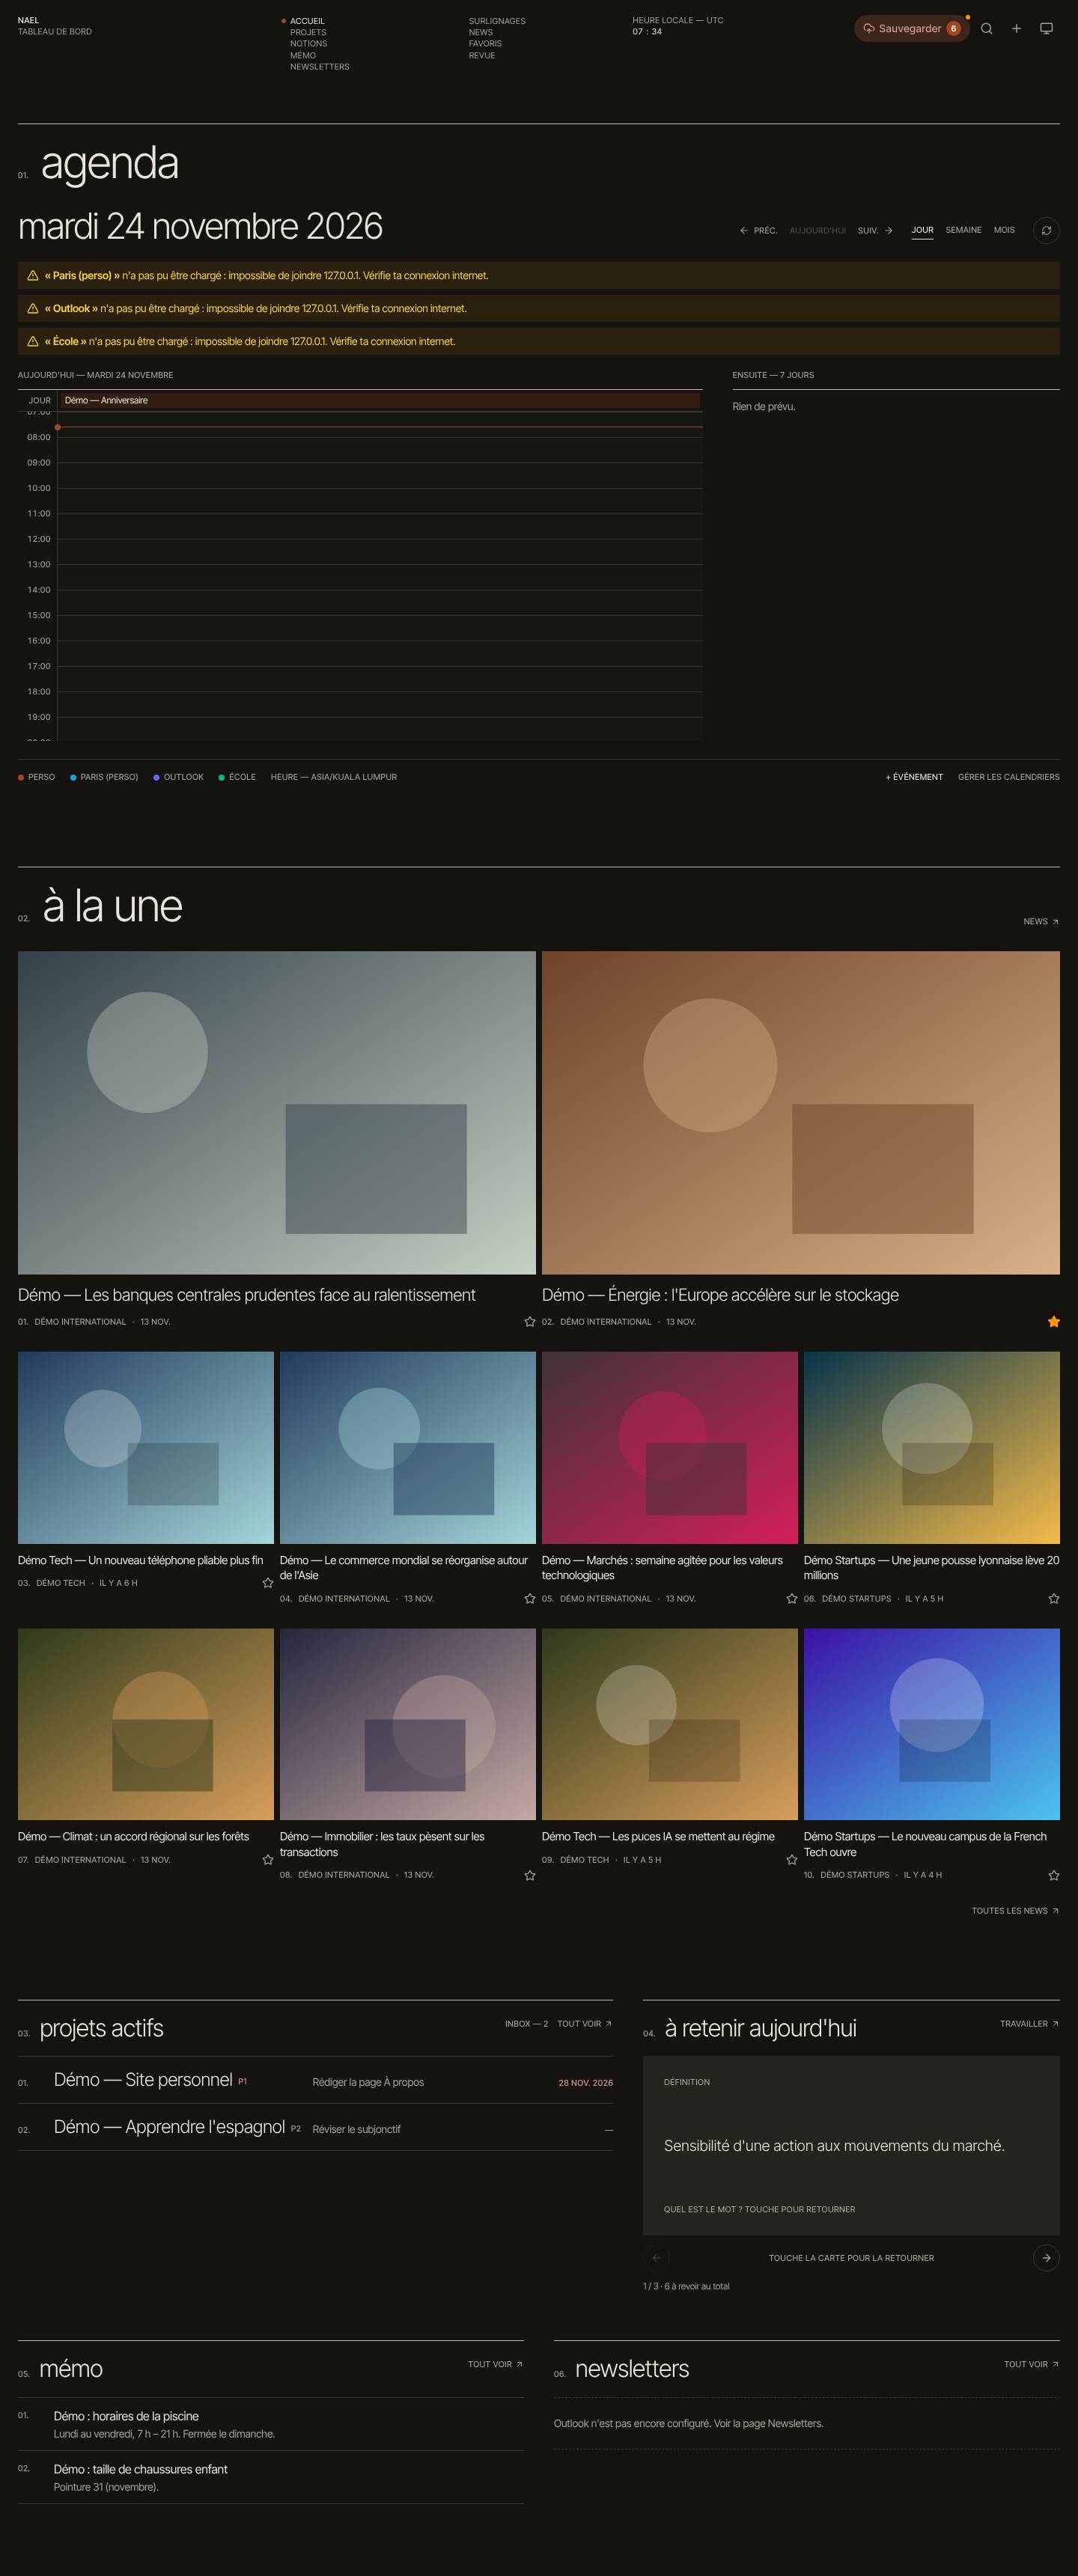 NAEL
TABLEAU DE BORD
ACCUEIL
PROJETS
NOTIONS
MÉMO
NEWSLETTERS
SURLIGNAGES
NEWS
FAVORIS
REVUE
HEURE LOCALE — UTC
07 : 34
Sauvegarder 6
01. agenda
mardi 24 novembre 2026
PRÉC. AUJOURD'HUI SUIV. JOUR SEMAINE MOIS
« Paris (perso) » n'a pas pu être chargé : impossible de joindre 127.0.0.1. Vérifie ta connexion internet.
« Outlook » n'a pas pu être chargé : impossible de joindre 127.0.0.1. Vérifie ta connexion internet.
« École » n'a pas pu être chargé : impossible de joindre 127.0.0.1. Vérifie ta connexion internet.
AUJOURD'HUI — MARDI 24 NOVEMBRE
JOUR Démo — Anniversaire
07:00
08:00
09:00
10:00
11:00
12:00
13:00
14:00
15:00
16:00
17:00
18:00
19:00
ENSUITE — 7 JOURS
Rien de prévu.
PERSO PARIS (PERSO) OUTLOOK ÉCOLE HEURE — ASIA/KUALA LUMPUR
+ ÉVÉNEMENT GÉRER LES CALENDRIERS
02. à la une
NEWS
Démo — Les banques centrales prudentes face au ralentissement
01. DÉMO INTERNATIONAL · 13 NOV.
Démo — Énergie : l'Europe accélère sur le stockage
02. DÉMO INTERNATIONAL · 13 NOV.
Démo Tech — Un nouveau téléphone pliable plus fin
03. DÉMO TECH · IL Y A 6 H
Démo — Le commerce mondial se réorganise autour
de l'Asie
04. DÉMO INTERNATIONAL · 13 NOV.
Démo — Marchés : semaine agitée pour les valeurs
technologiques
05. DÉMO INTERNATIONAL · 13 NOV.
Démo Startups — Une jeune pousse lyonnaise lève 20
millions
06. DÉMO STARTUPS · IL Y A 5 H
Démo — Climat : un accord régional sur les forêts
07. DÉMO INTERNATIONAL · 13 NOV.
Démo — Immobilier : les taux pèsent sur les
transactions
08. DÉMO INTERNATIONAL · 13 NOV.
Démo Tech — Les puces IA se mettent au régime
09. DÉMO TECH · IL Y A 5 H
Démo Startups — Le nouveau campus de la French
Tech ouvre
10. DÉMO STARTUPS · IL Y A 4 H
TOUTES LES NEWS
03. projets actifs
INBOX — 2 TOUT VOIR
01. Démo — Site personnel P1 Rédiger la page À propos 28 NOV. 2026
02. Démo — Apprendre l'espagnol P2 Réviser le subjonctif —
04. à retenir aujourd'hui
TRAVAILLER
DÉFINITION
Sensibilité d'une action aux mouvements du marché.
QUEL EST LE MOT ? TOUCHE POUR RETOURNER
TOUCHE LA CARTE POUR LA RETOURNER
1 / 3 · 6 à revoir au total
05. mémo
TOUT VOIR
01. Démo : horaires de la piscine
Lundi au vendredi, 7 h – 21 h. Fermée le dimanche.
02. Démo : taille de chaussures enfant
Pointure 31 (novembre).
06. newsletters
TOUT VOIR
Outlook n'est pas encore configuré. Voir la page Newsletters.